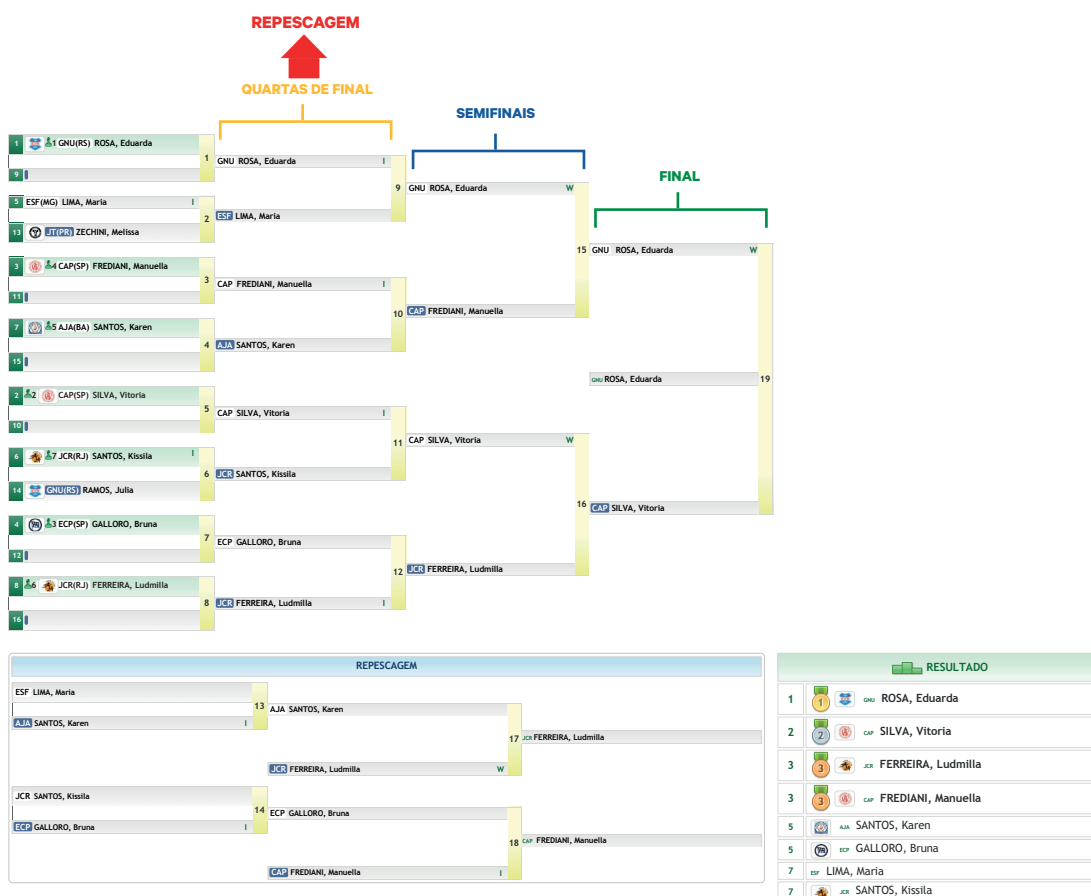 REPESCAGEM
QUARTAS DE FINAL
SEMIFINAIS
FINAL
1 1 GNU(RS) ROSA, Eduarda
9
1
GNU ROSA, Eduarda I
5 ESF(MG) LIMA, Maria I
13 JT(PR) ZECHINI, Melissa
2
ESF LIMA, Maria
9
GNU ROSA, Eduarda W
3 4 CAP(SP) FREDIANI, Manuella
11
3
CAP FREDIANI, Manuella I
7 5 AJA(BA) SANTOS, Karen
15
4
AJA SANTOS, Karen
10
CAP FREDIANI, Manuella
15
GNU ROSA, Eduarda W
2 2 CAP(SP) SILVA, Vitoria
10
5
CAP SILVA, Vitoria I
6 7 JCR(RJ) SANTOS, Kissila I
14 GNU(RS) RAMOS, Julia
6
JCR SANTOS, Kissila
11
CAP SILVA, Vitoria W
4 3 ECP(SP) GALLORO, Bruna
12
7
ECP GALLORO, Bruna
8 6 JCR(RJ) FERREIRA, Ludmilla
16
8
JCR FERREIRA, Ludmilla I
12
JCR FERREIRA, Ludmilla
16
CAP SILVA, Vitoria
GNU ROSA, Eduarda
19
REPESCAGEM
ESF LIMA, Maria
AJA SANTOS, Karen I
13
AJA SANTOS, Karen
JCR FERREIRA, Ludmilla W
17
JCR FERREIRA, Ludmilla
JCR SANTOS, Kissila
ECP GALLORO, Bruna I
14
ECP GALLORO, Bruna
CAP FREDIANI, Manuella I
18
CAP FREDIANI, Manuella
RESULTADO
1 1 GNU ROSA, Eduarda
2 2 CAP SILVA, Vitoria
3 3 JCR FERREIRA, Ludmilla
3 3 CAP FREDIANI, Manuella
5 AJA SANTOS, Karen
5 ECP GALLORO, Bruna
7 ESF LIMA, Maria
7 JCR SANTOS, Kissila